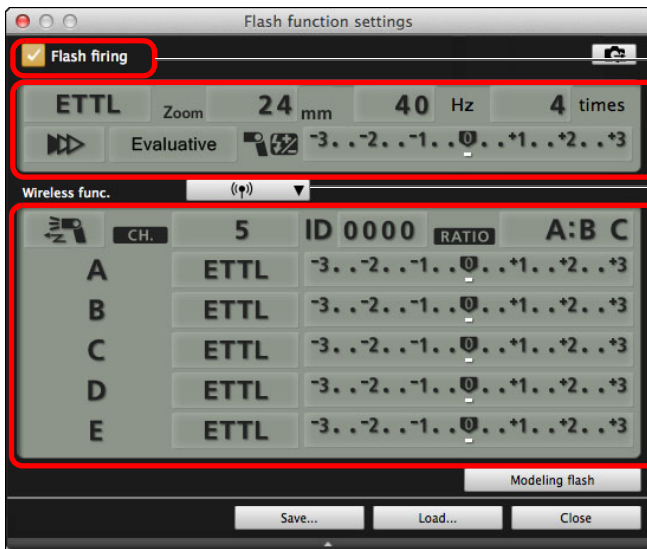 Flash function settings
Flash firing
ETTL Zoom 24 mm 40 Hz 4 times
Evaluative -3..-2..-1..0..+1..+2..+3
Wireless func.
CH. 5 ID 0000 RATIO A:B C
A ETTL -3..-2..-1..0..+1..+2..+3
B ETTL -3..-2..-1..0..+1..+2..+3
C ETTL -3..-2..-1..0..+1..+2..+3
D ETTL -3..-2..-1..0..+1..+2..+3
E ETTL -3..-2..-1..0..+1..+2..+3
Modeling flash
Save... Load... Close